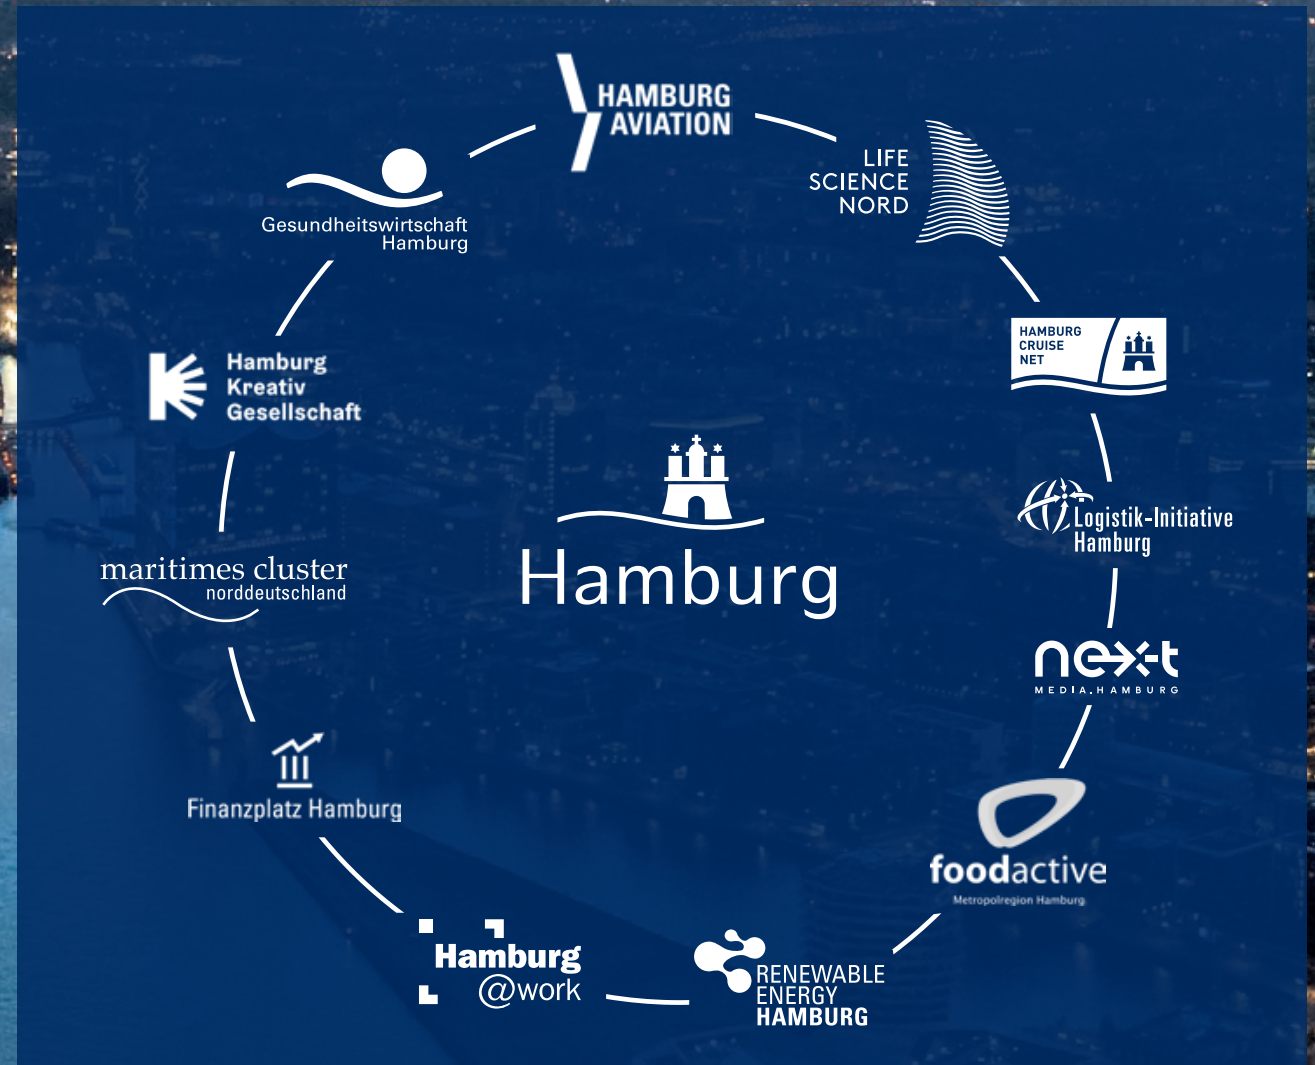 HAMBURG
AVIATION
LIFE
SCIENCE
NORD
Gesundheitswirtschaft
Hamburg
HAMBURG
CRUISE
NET
Hamburg
Kreativ
Gesellschaft
Hamburg
Logistik-Initiative
Hamburg
maritimes cluster
norddeutschland
next
MEDIA.HAMBURG
Finanzplatz Hamburg
foodactive
Metropolregion Hamburg
Hamburg
@work
RENEWABLE
ENERGY
HAMBURG